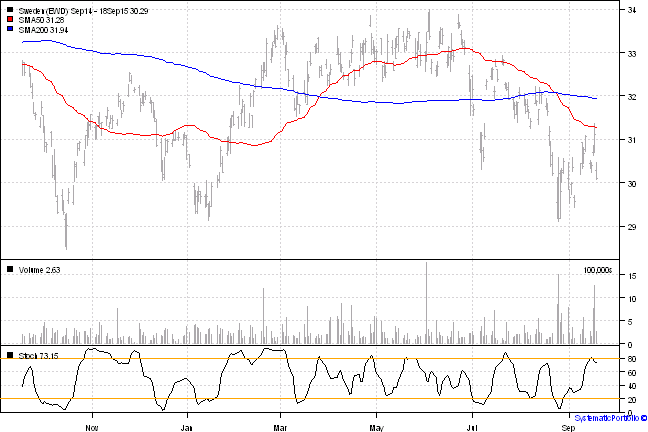 Sweden (EWD) Sep14 - 18Sep15 30.29
SMA50 31.28
SMA200 31.94
34
33
32
31
30
29
Volume 2.63
100,000s
15
10
5
0
Stoch 73.15
80
60
40
20
0
Nov Jan Mar May Jul Sep
SystematicPortfolio ©